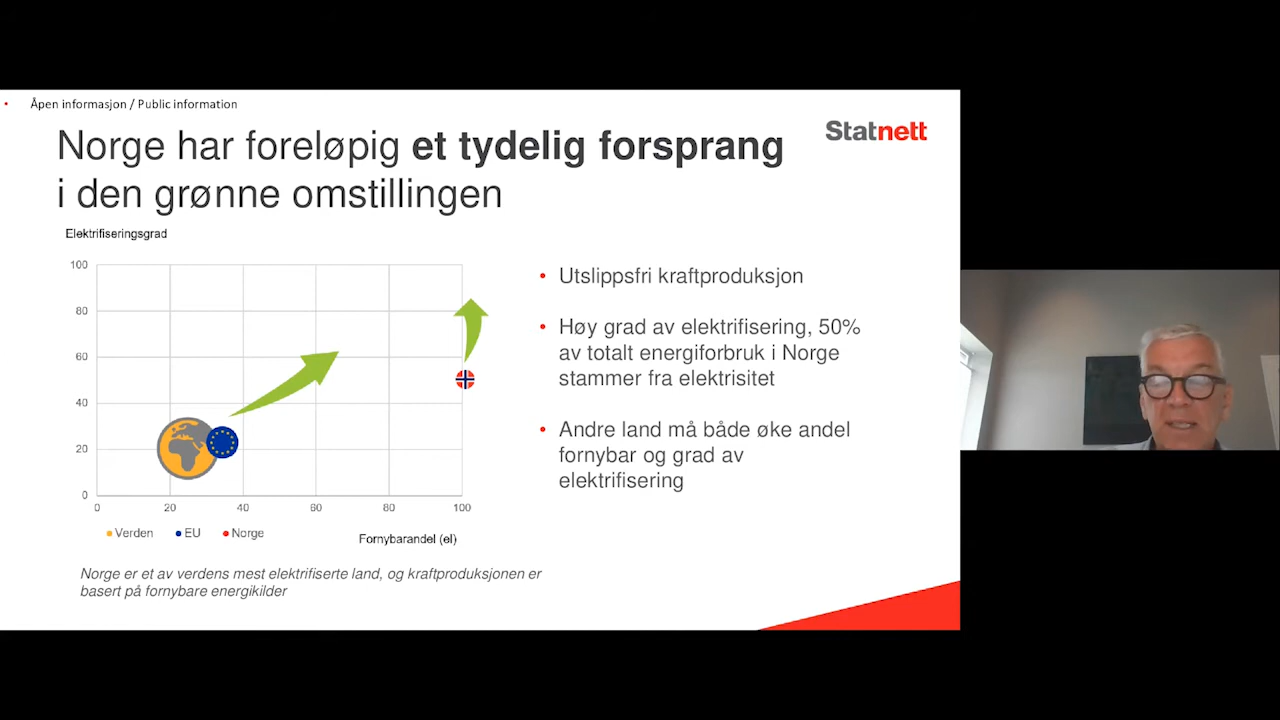 • Åpen informasjon / Public information
Norge har foreløpig et tydelig forsprang
i den grønne omstillingen
Statnett
Elektrifiseringsgrad
100
80
60
40
20
0
0 20 40 60 80 100
• Verden • EU • Norge
Fornybarandel (el)
Norge er et av verdens mest elektrifiserte land, og kraftproduksjonen er
basert på fornybare energikilder
• Utslippsfri kraftproduksjon
• Høy grad av elektrifisering, 50%
av totalt energiforbruk i Norge
stammer fra elektrisitet
• Andre land må både øke andel
fornybar og grad av
elektrifisering